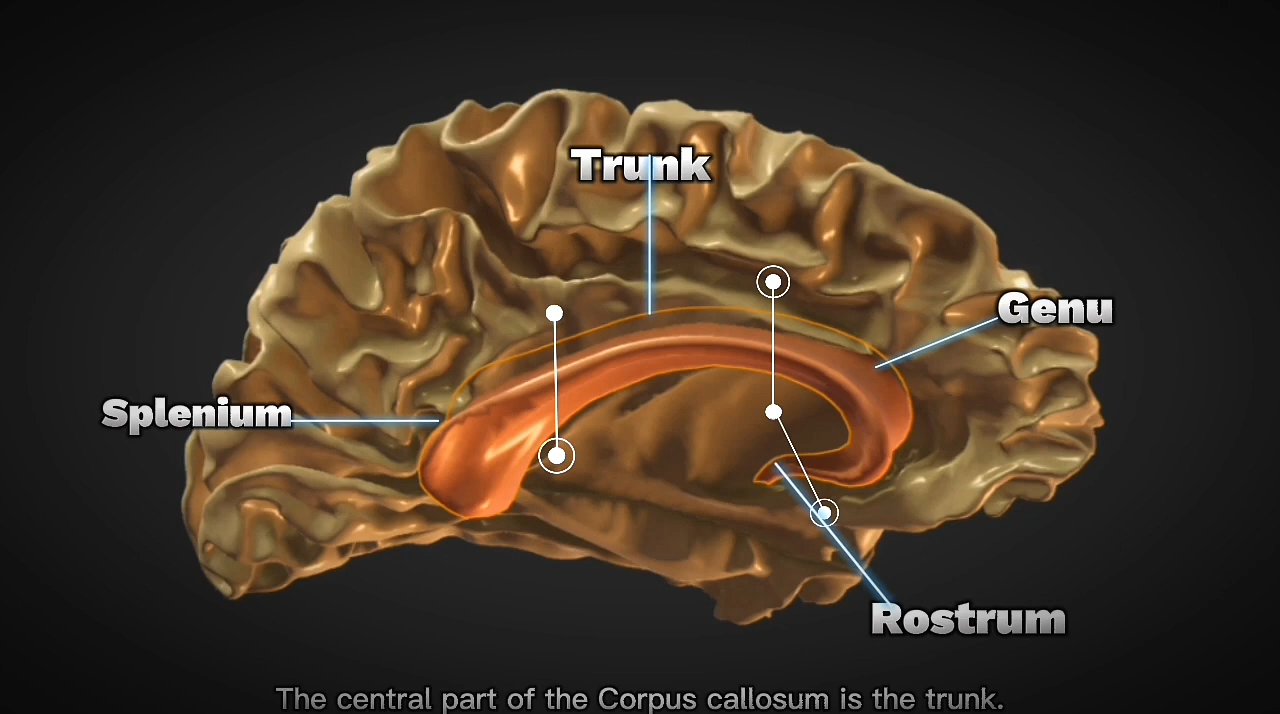 Trunk
Genu
Splenium
Rostrum
The central part of the Corpus callosum is the trunk.